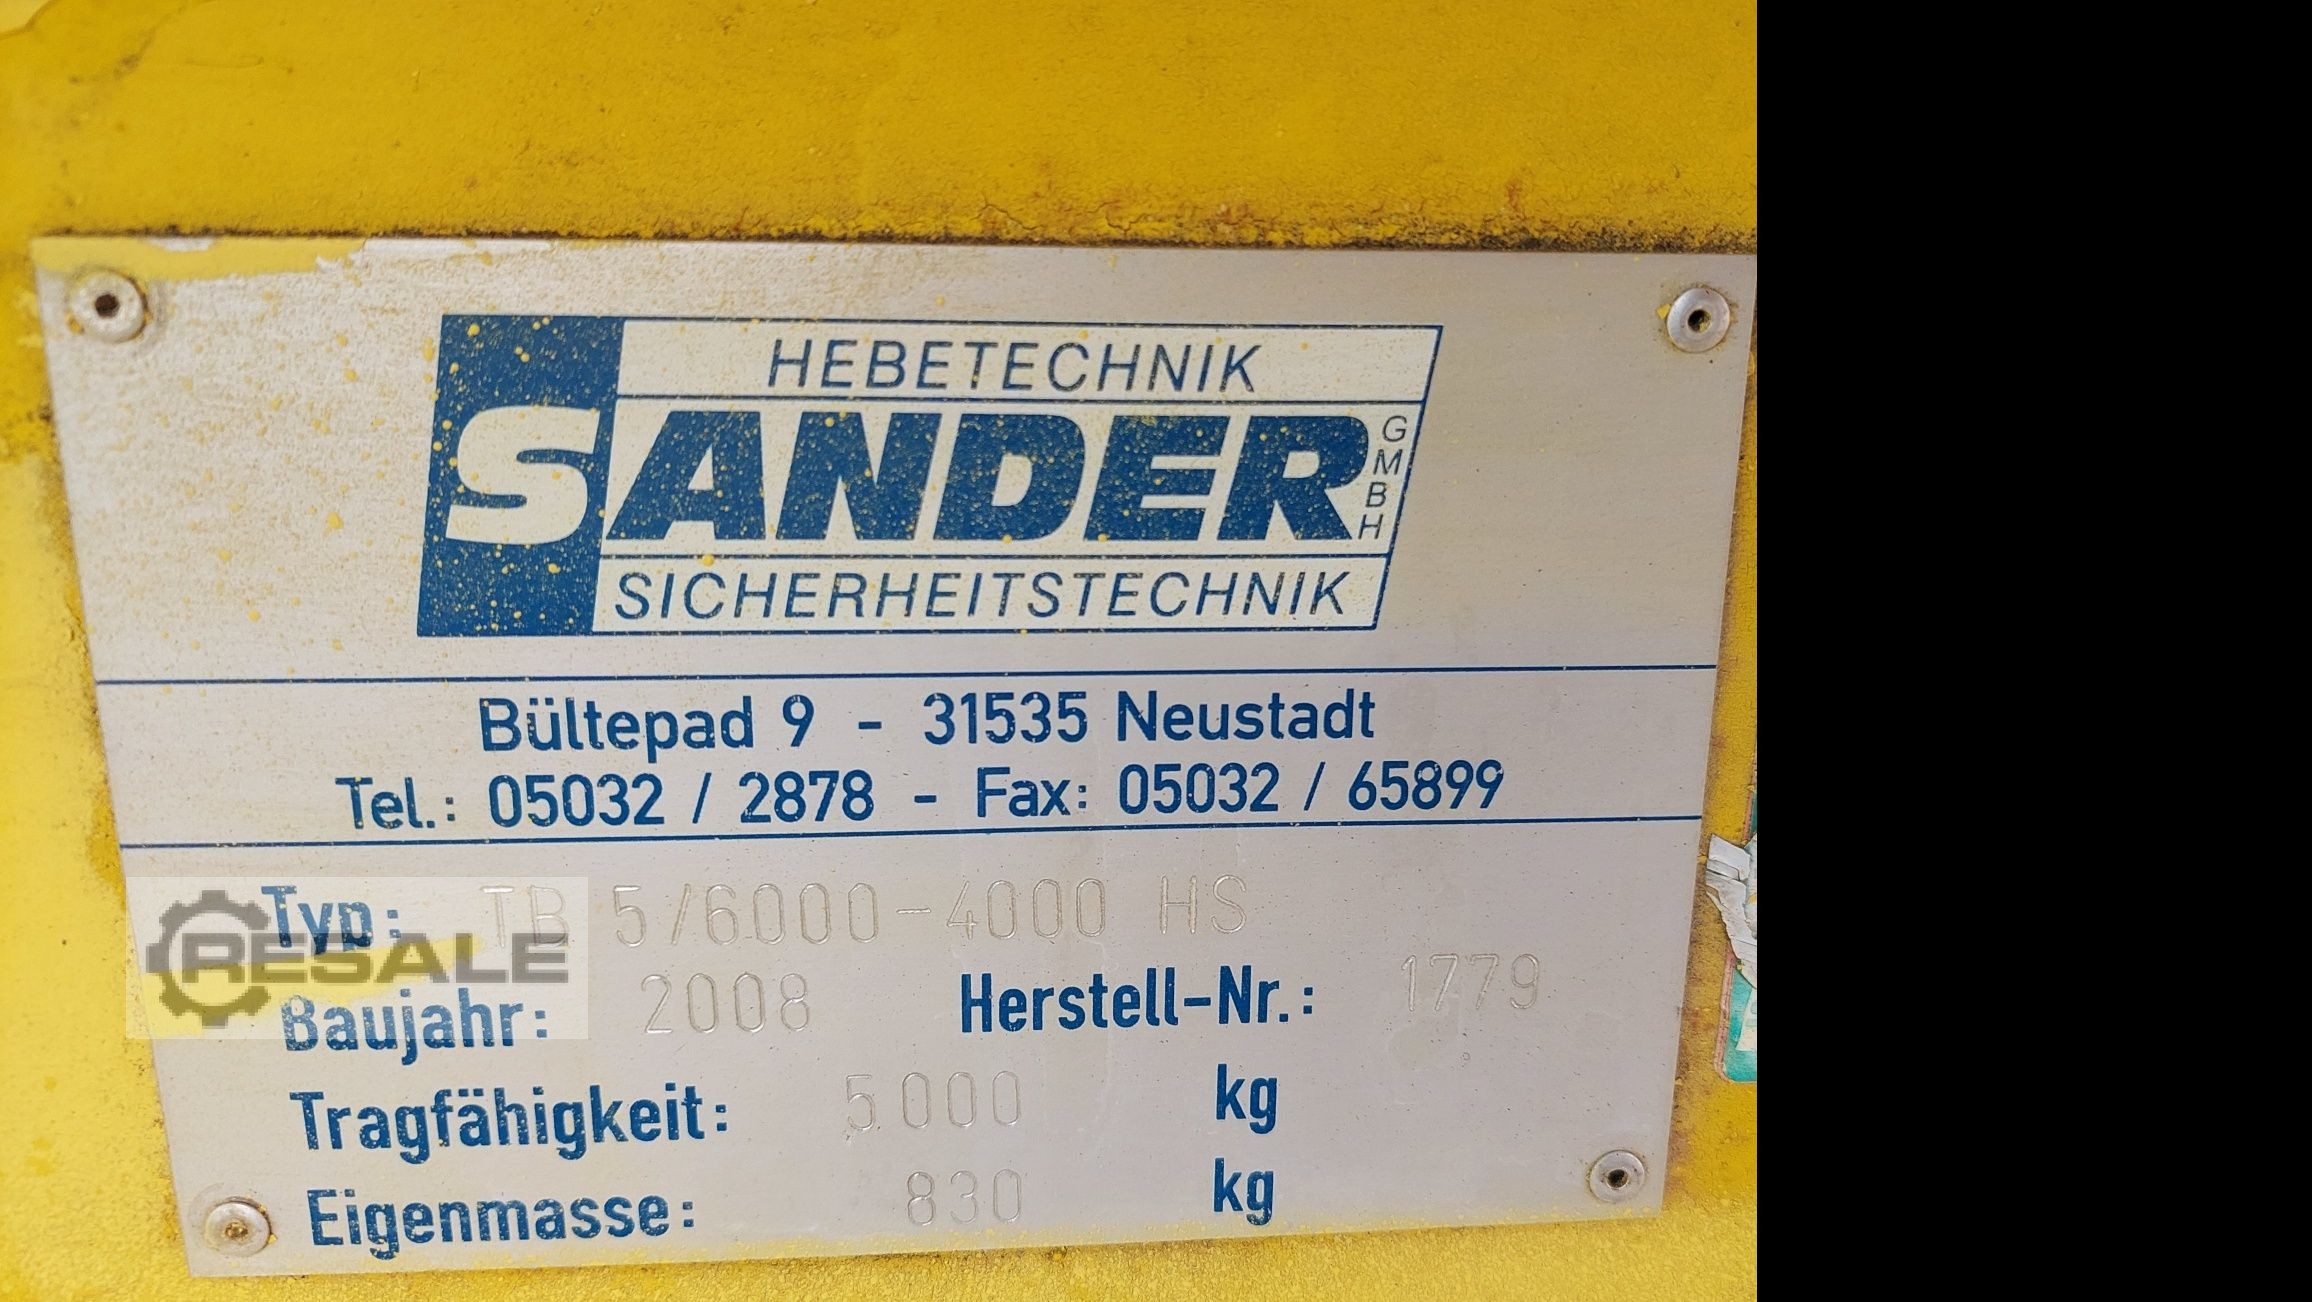 HEBETECHNIK
SANDER GMBH
SICHERHEITSTECHNIK
Bültepad 9 - 31535 Neustadt
Tel.: 05032 / 2878 - Fax: 05032 / 65899
Typ: TB 5/6000-4000 HS
RESALE
Baujahr: 2008 Herstell-Nr.: 1779
Tragfähigkeit: 5000 kg
Eigenmasse: 830 kg